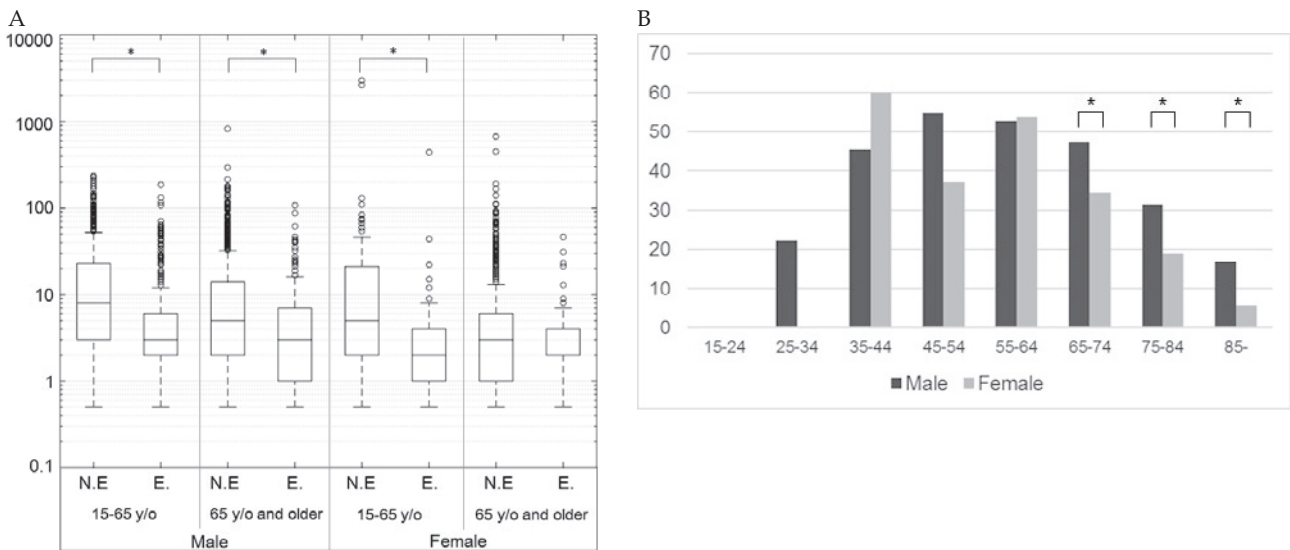 A
10000
1000
100
10
1
0.1
* * *
N.E E. N.E E. N.E E. N.E E.
15-65 y/o 65 y/o and older 15-65 y/o 65 y/o and older
Male Female
B
70
60
50
40
30
20
10
0
* * *
15-24 25-34 35-44 45-54 55-64 65-74 75-84 85-
Male Female